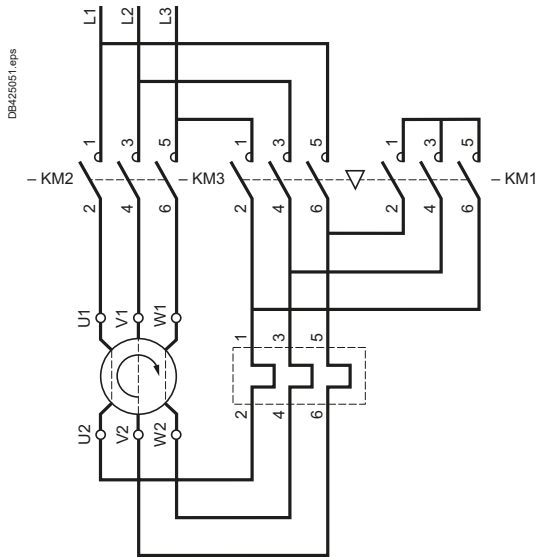 DB425051.eps
L1 L2 L3
1 3 5 1 3 5 1 3 5
– KM2 – KM3 – KM1
2 4 6 2 4 6 2 4 6
U1 V1 W1
1 3 5
2 4 6
U2 V2 W2